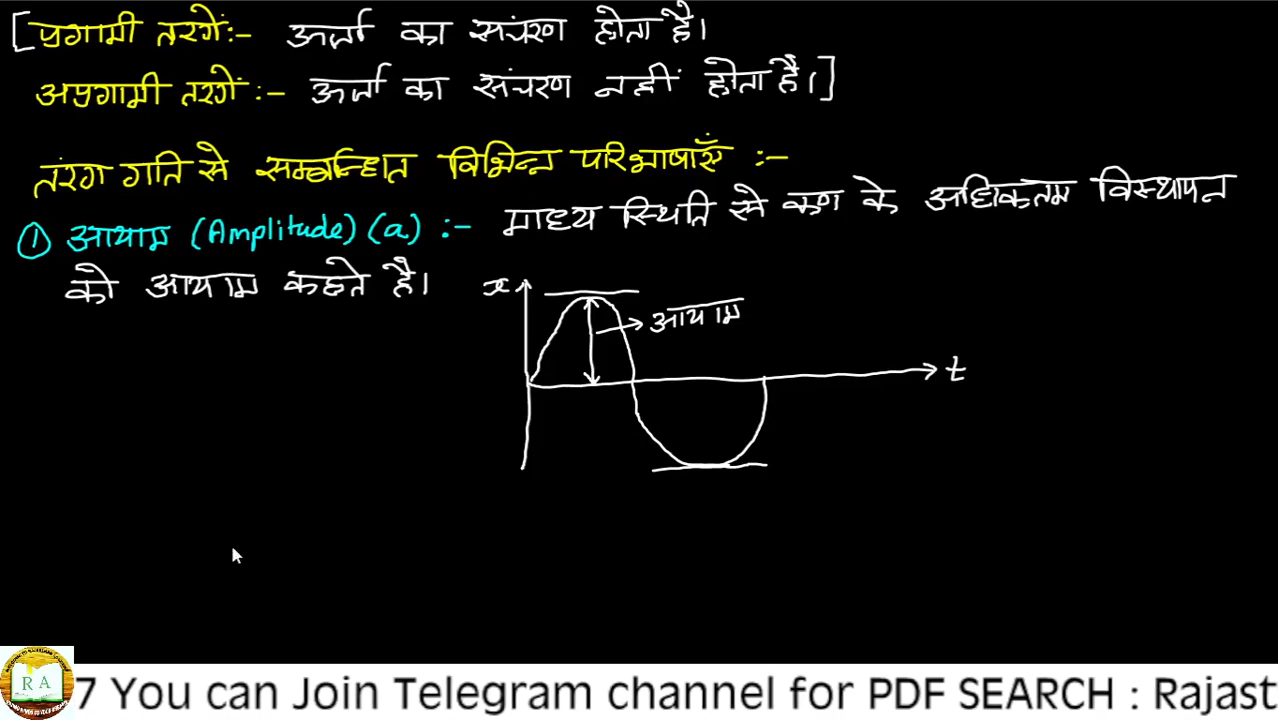 [प्रगामी तरंगें:- ऊर्जा का संचरण होता है।
अप्रगामी तरंगें :- ऊर्जा का संचरण नहीं होता है।]
तंरग गति से सम्बन्धित विभिन्न परिभाषाएँ :-
① आयाम (Amplitude) (a) :- माध्य स्थिति से कण के अधिकतम विस्थापन
को आयाम कहते है।
x
आयाम
t
RA
7 You can Join Telegram channel for PDF SEARCH : Rajast